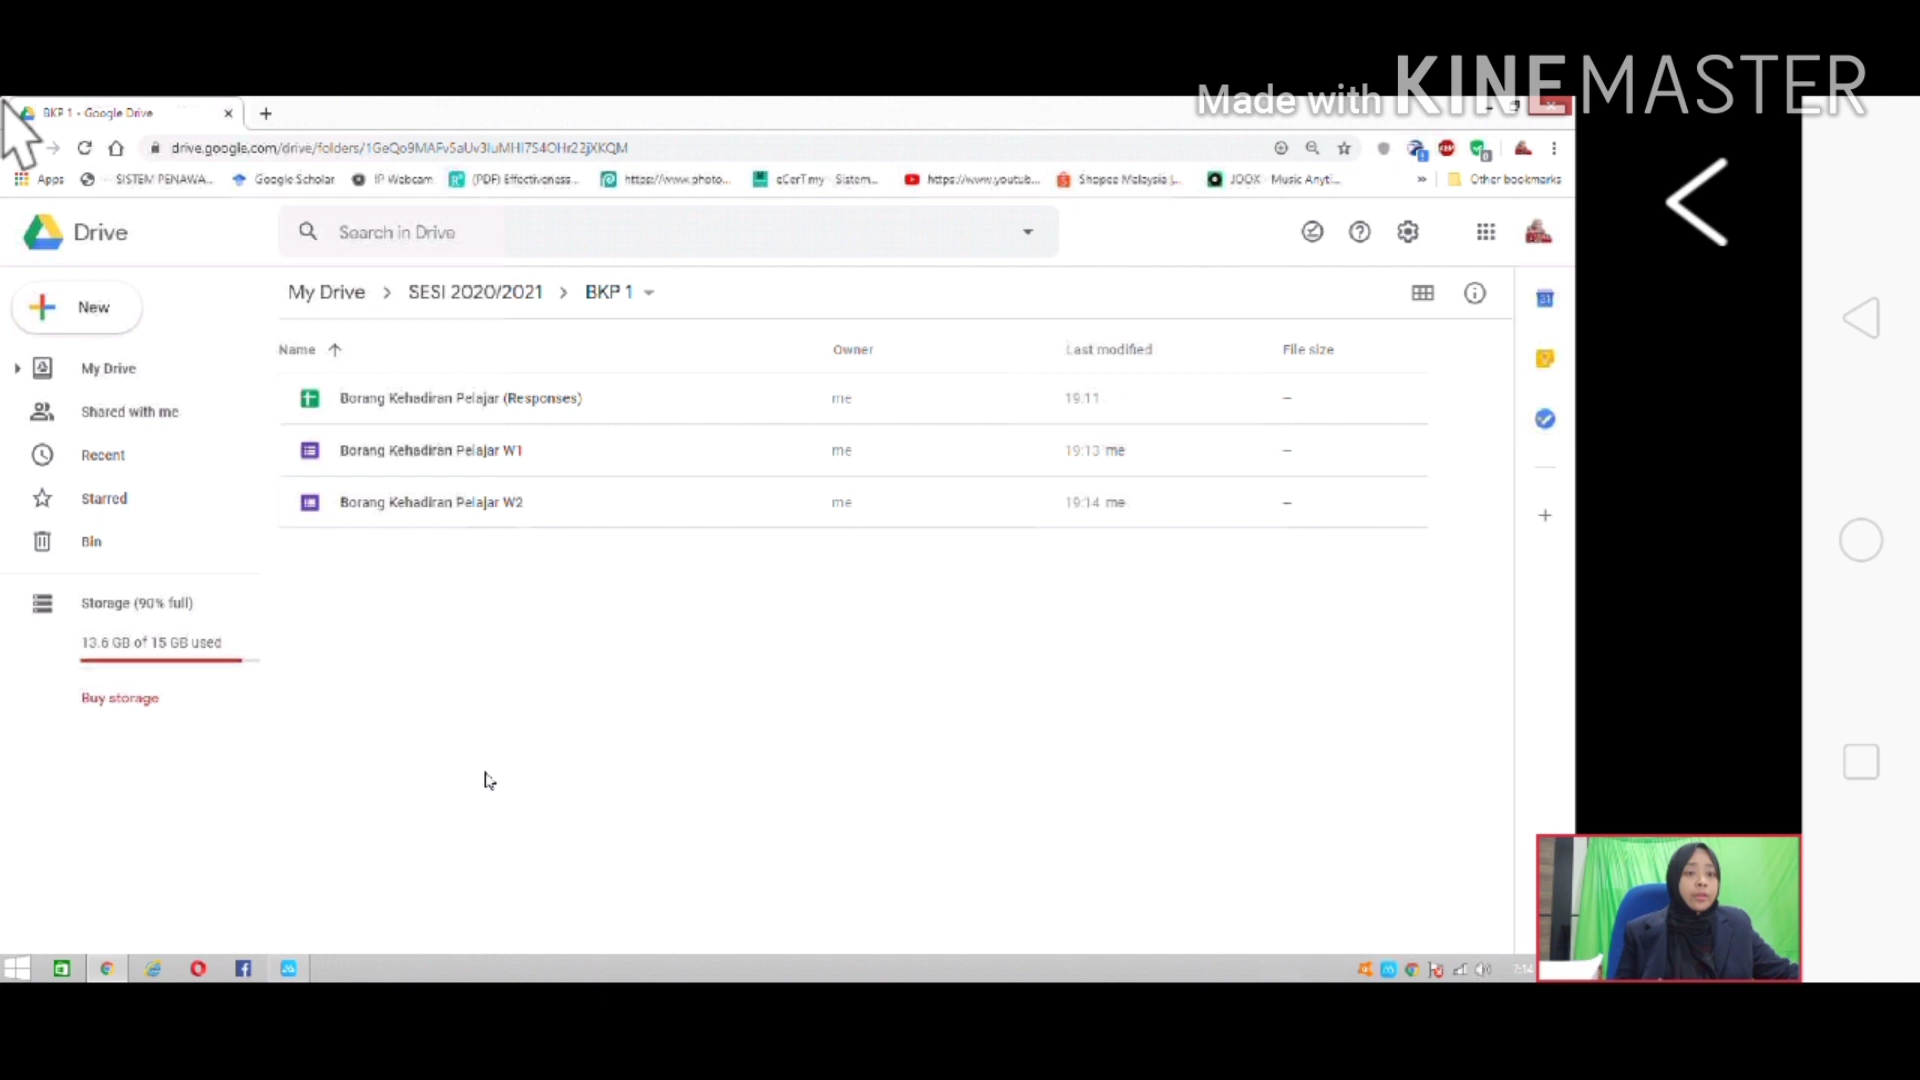 Made with KINEMASTER
BKP 1 - Google Drive
drive.google.com/drive/folders/
Apps SISTEM PENAWA... Google Scholar IP Webcam (PDF) Effectiveness... https://www.photo... eCerT.my - Sistem... https://www.youtub... Shopee Malaysia |... JOOX - Music Anyti... » Other bookmarks
Drive
Search in Drive
New
My Drive > SESI 2020/2021 > BKP 1
Name Owner Last modified File size
My Drive
Shared with me
Recent
Starred
Bin
Borang Kehadiran Pelajar (Responses) me 19.11 –
Borang Kehadiran Pelajar W1 me 19:13 me –
Borang Kehadiran Pelajar W2 me 19:14 me –
Storage (90% full)
13.6 GB of 15 GB used
Buy storage
31
7:14